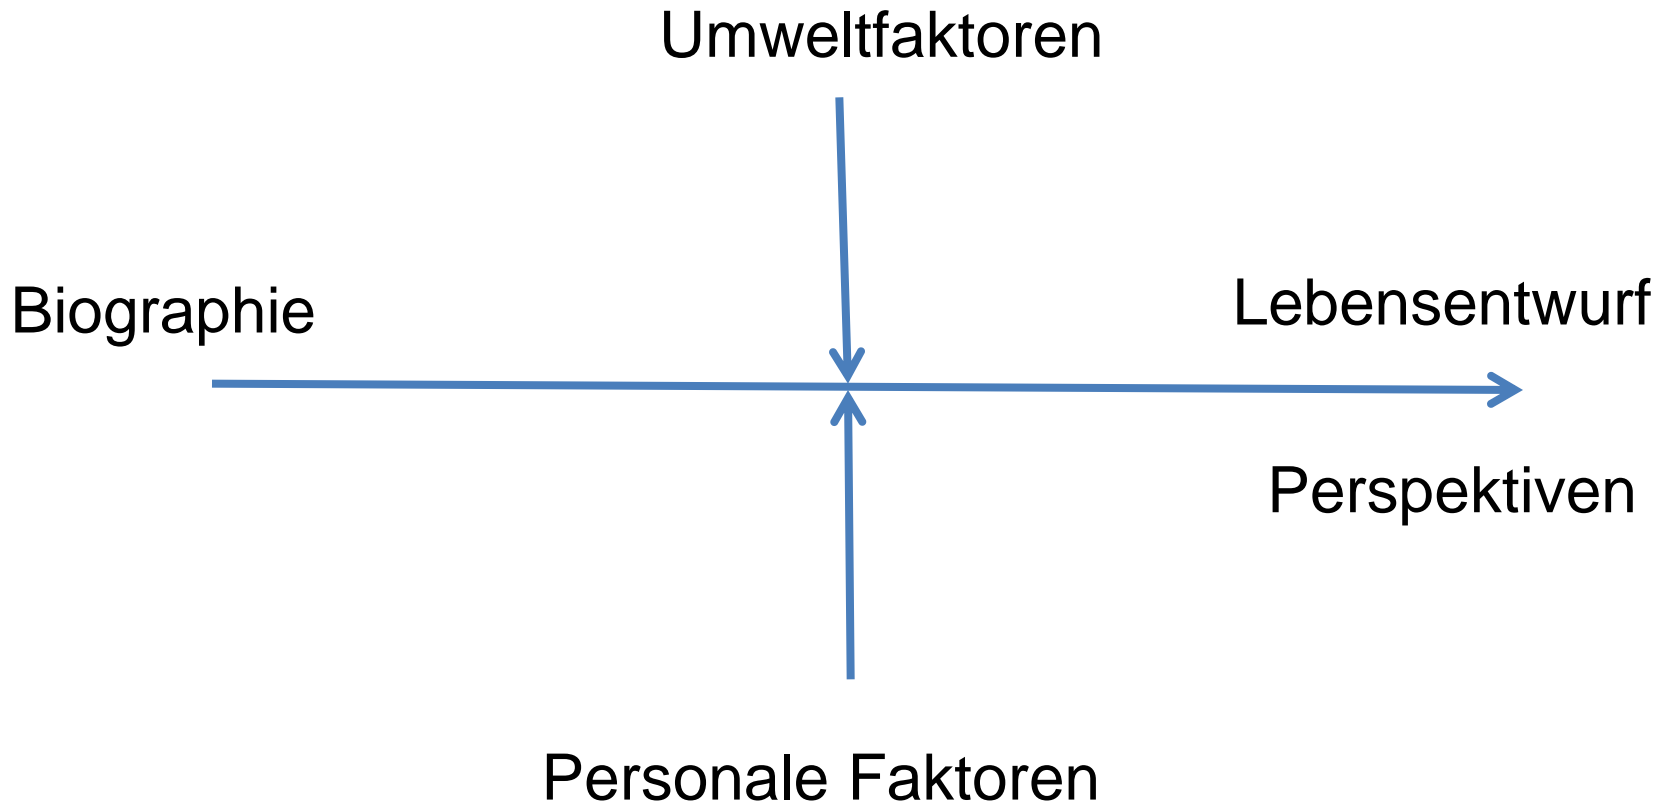 Umweltfaktoren
Biographie
Lebensentwurf
Perspektiven
Personale Faktoren